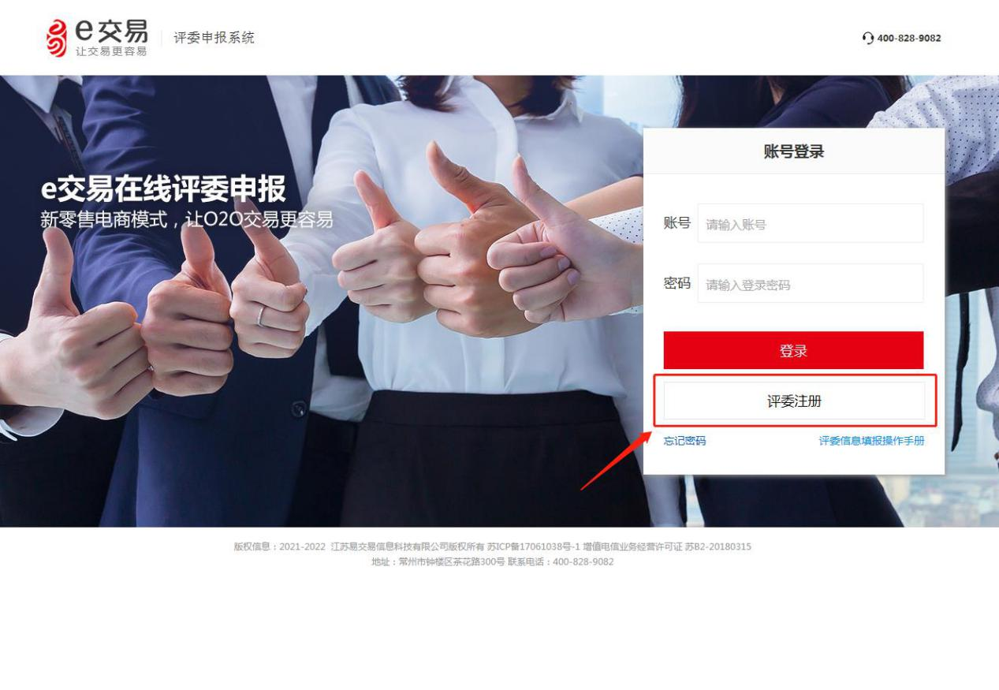 e交易
让交易更容易
评委申报系统
400-828-9082
e交易在线评委申报
新零售电商模式，让O2O交易更容易
账号登录
账号 请输入账号
密码 请输入登录密码
登录
评委注册
忘记密码 评委信息填报操作手册
版权信息：2021-2022 江苏易交易信息科技有限公司版权所有 苏ICP备17061038号-1 增值电信业务经营许可证 苏B2-20180315
地址：常州市钟楼区茶花路300号 联系电话：400-828-9082